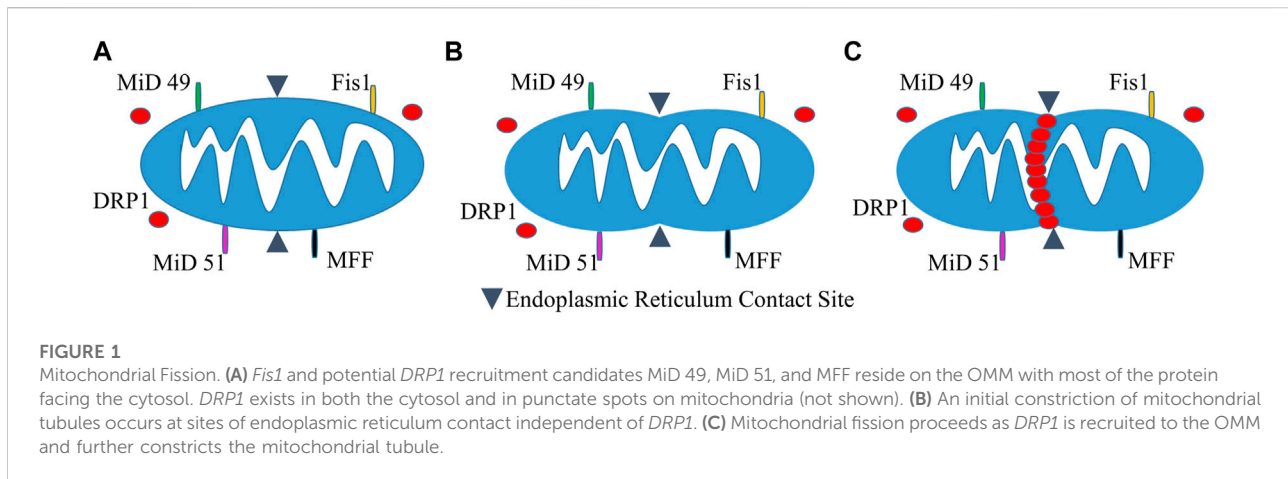 A
B
C
MiD 49
Fis1
MiD 49
Fis1
MiD 49
Fis1
DRP1
DRP1
DRP1
MiD 51
MFF
MiD 51
MFF
MiD 51
MFF
Endoplasmic Reticulum Contact Site
FIGURE 1
Mitochondrial Fission. (A) Fis1 and potential DRP1 recruitment candidates MiD 49, MiD 51, and MFF reside on the OMM with most of the protein
facing the cytosol. DRP1 exists in both the cytosol and in punctate spots on mitochondria (not shown). (B) An initial constriction of mitochondrial
tubules occurs at sites of endoplasmic reticulum contact independent of DRP1. (C) Mitochondrial fission proceeds as DRP1 is recruited to the OMM
and further constricts the mitochondrial tubule.